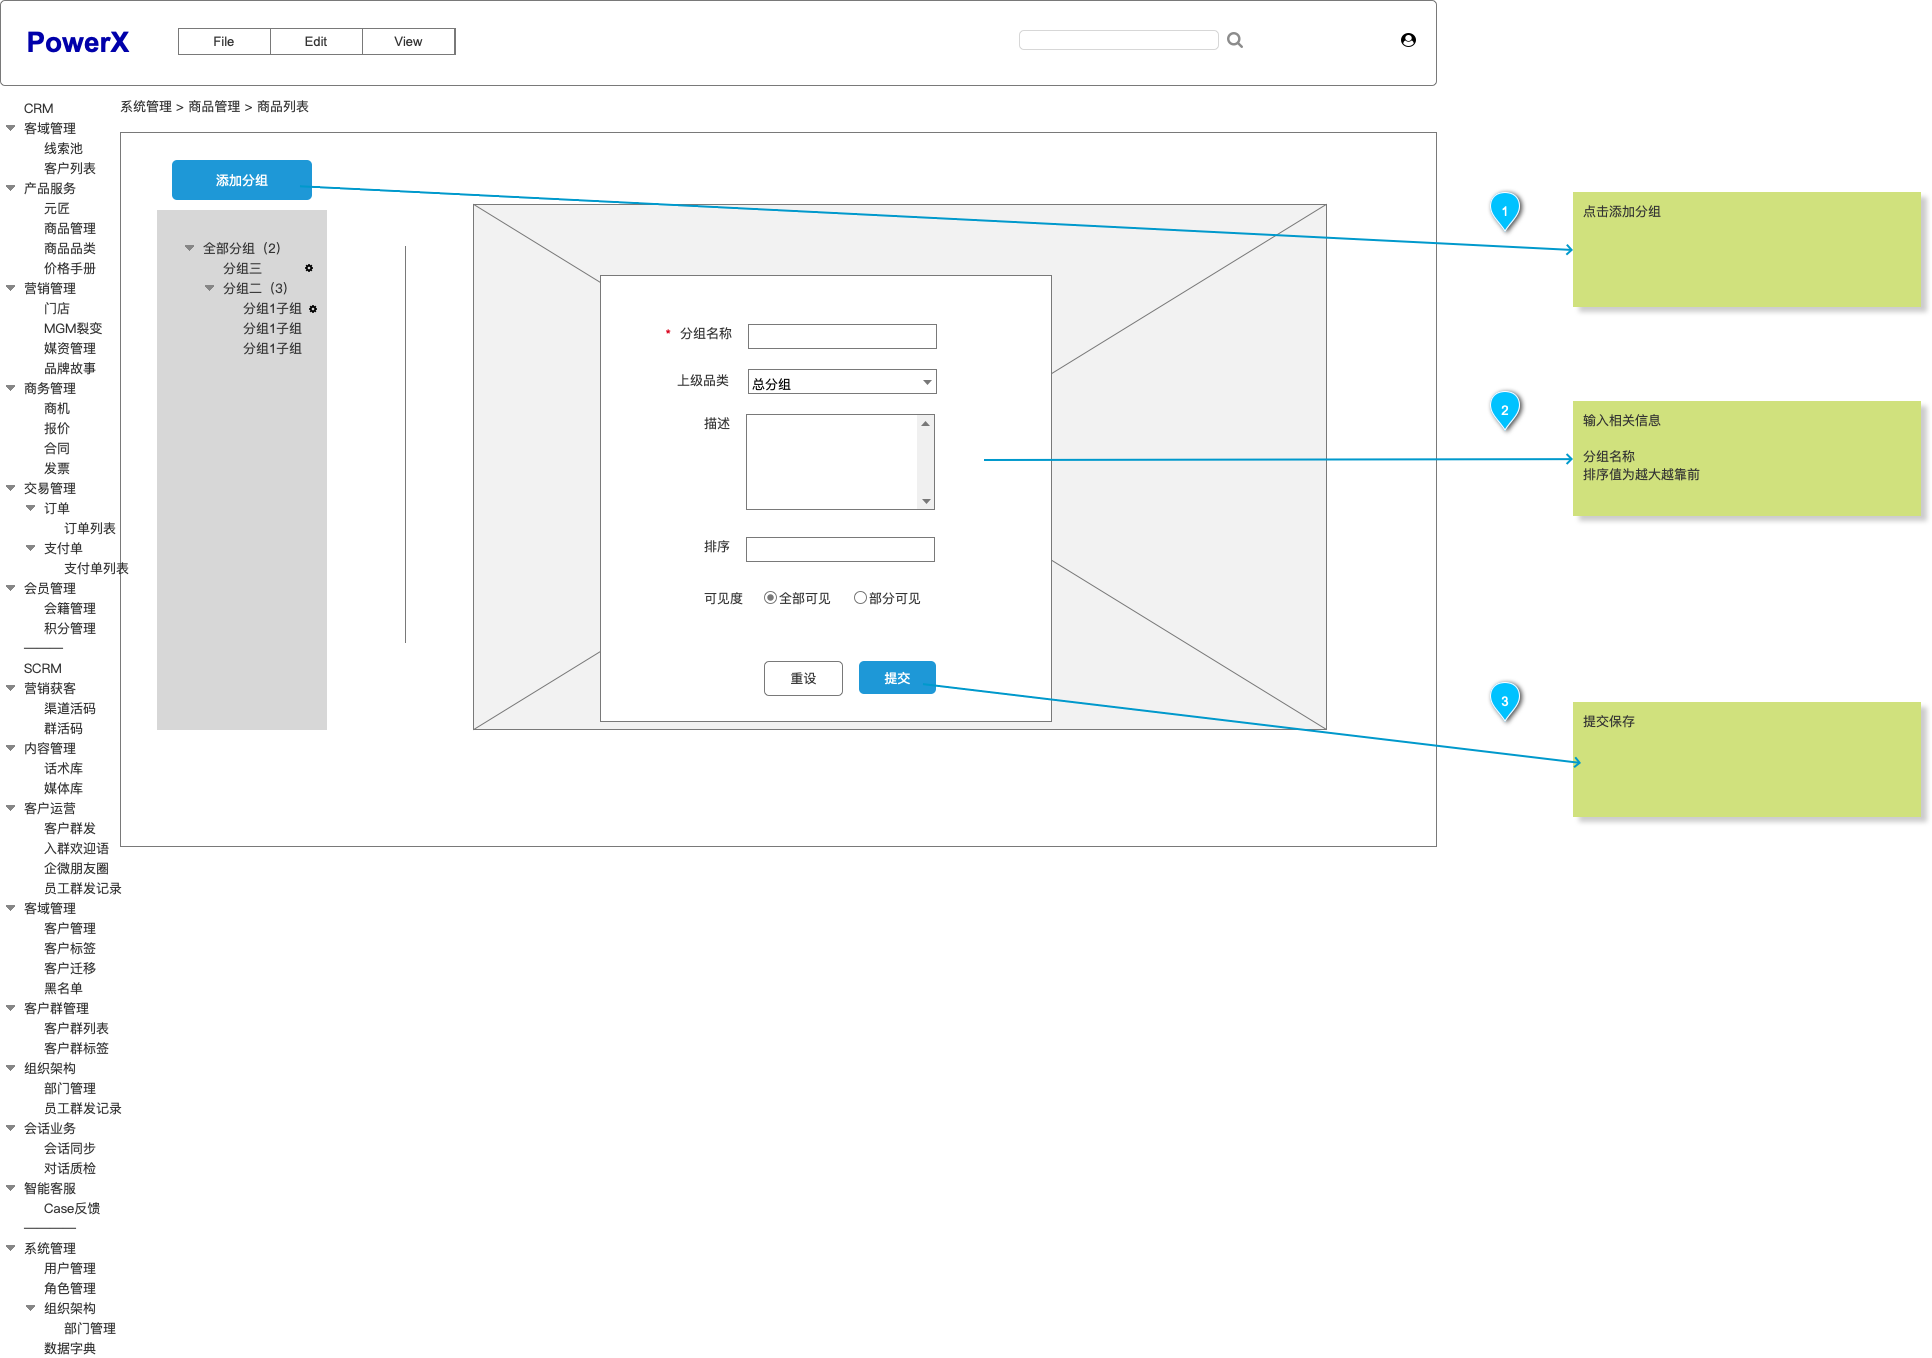 PowerX
File
Edit
View
CRM
客域管理
线索池
客户列表
产品服务
元匠
商品管理
商品品类
价格手册
营销管理
门店
MGM裂变
媒资管理
品牌故事
商务管理
商机
报价
合同
发票
交易管理
订单
订单列表
支付单
支付单列表
会员管理
会籍管理
积分管理
———
SCRM
营销获客
渠道活码
群活码
内容管理
话术库
媒体库
客户运营
客户群发
入群欢迎语
企微朋友圈
员工群发记录
客域管理
客户管理
客户标签
客户迁移
黑名单
客户群管理
客户群列表
客户群标签
组织架构
部门管理
员工群发记录
会话业务
会话同步
对话质检
智能客服
Case反馈
————
系统管理
用户管理
角色管理
组织架构
部门管理
数据字典
系统管理 > 商品管理 > 商品列表
添加分组
全部分组（2）
分组三
分组二（3）
分组1子组
分组1子组
分组1子组
* 分组名称
上级品类 总分组
描述
排序
可见度 全部可见 部分可见
重设 提交
1
点击添加分组
2
输入相关信息
分组名称
排序值为越大越靠前
3
提交保存